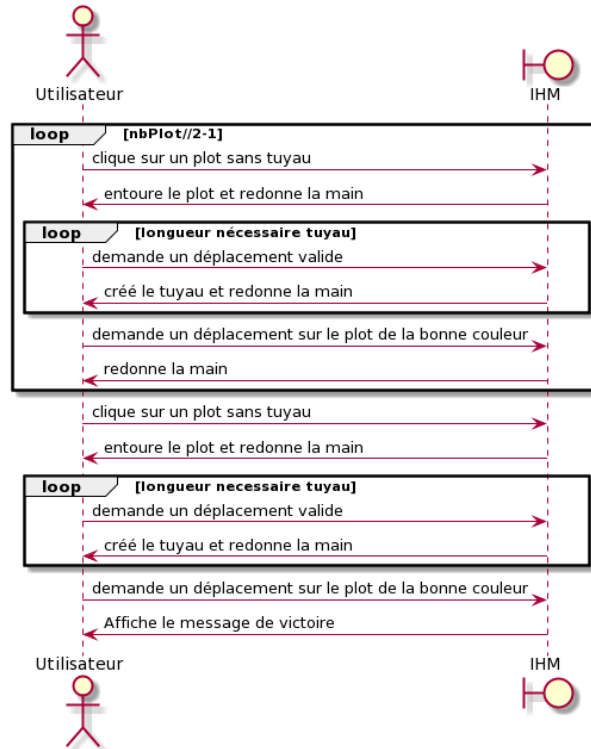 Utilisateur
IHM
loop [nbPlot//2-1]
clique sur un plot sans tuyau
entoure le plot et redonne la main
loop [longueur nécessaire tuyau]
demande un déplacement valide
créé le tuyau et redonne la main
demande un déplacement sur le plot de la bonne couleur
redonne la main
clique sur un plot sans tuyau
entoure le plot et redonne la main
loop [longueur necessaire tuyau]
demande un déplacement valide
créé le tuyau et redonne la main
demande un déplacement sur le plot de la bonne couleur
Affiche le message de victoire
Utilisateur
IHM